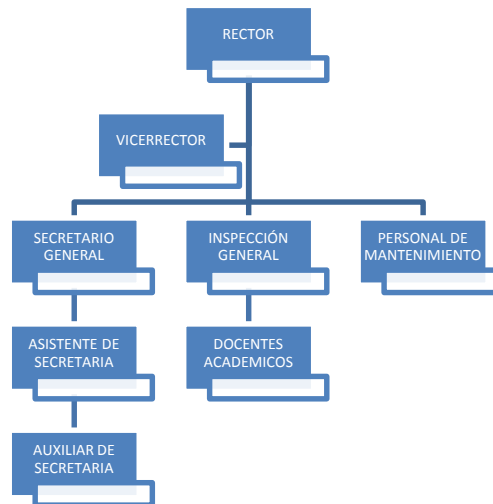 RECTOR
VICERRECTOR
SECRETARIO
GENERAL
INSPECCIÓN
GENERAL
PERSONAL DE
MANTENIMIENTO
ASISTENTE DE
SECRETARIA
DOCENTES
ACADEMICOS
AUXILIAR DE
SECRETARIA